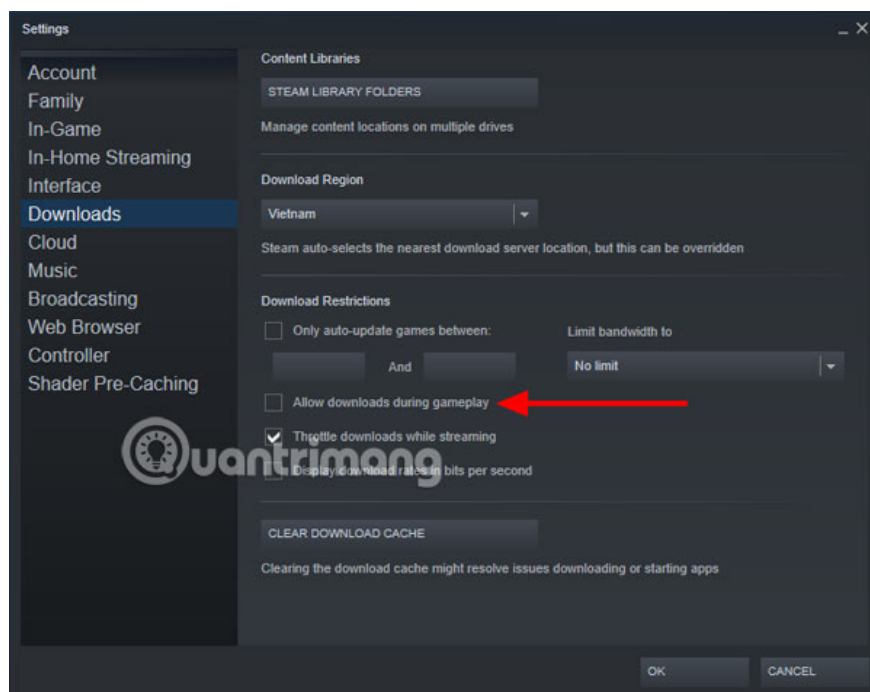 Settings
Account
Family
In-Game
In-Home Streaming
Interface
Downloads
Cloud
Music
Broadcasting
Web Browser
Controller
Shader Pre-Caching
Content Libraries
STEAM LIBRARY FOLDERS
Manage content locations on multiple drives
Download Region
Vietnam
Steam auto-selects the nearest download server location, but this can be overridden
Download Restrictions
Only auto-update games between:
And
Limit bandwidth to
No limit
Allow downloads during gameplay
Throttle downloads while streaming
Display download rates in bits per second
Quantrimang
CLEAR DOWNLOAD CACHE
Clearing the download cache might resolve issues downloading or starting apps
OK CANCEL